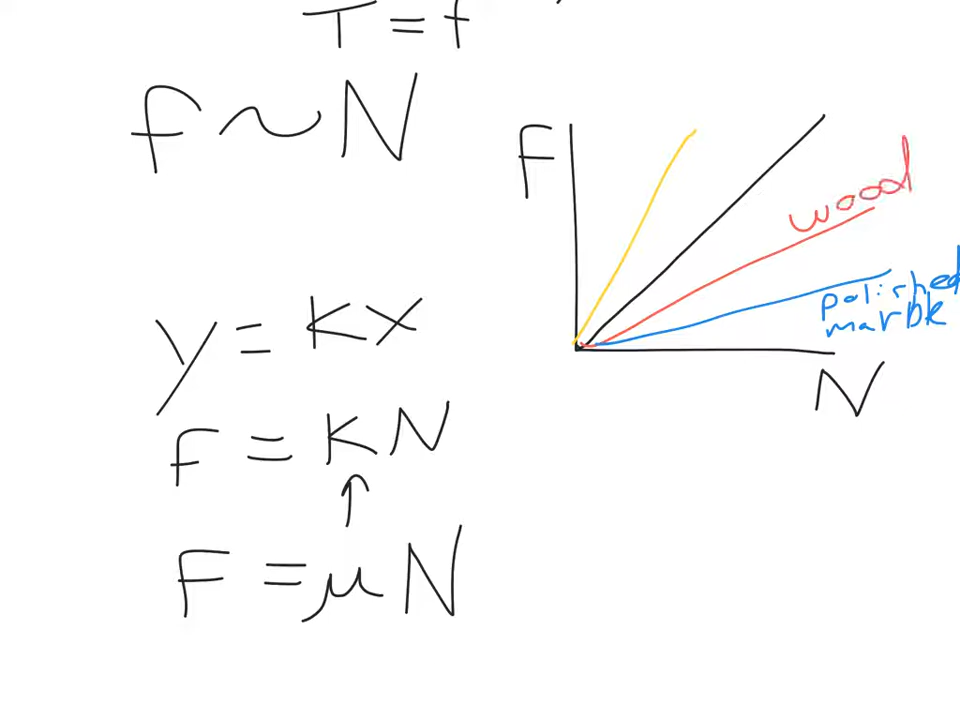 T = f
f ~ N
y = kx
f = kN
↑
F = μN
F
wood
polished
marble
N